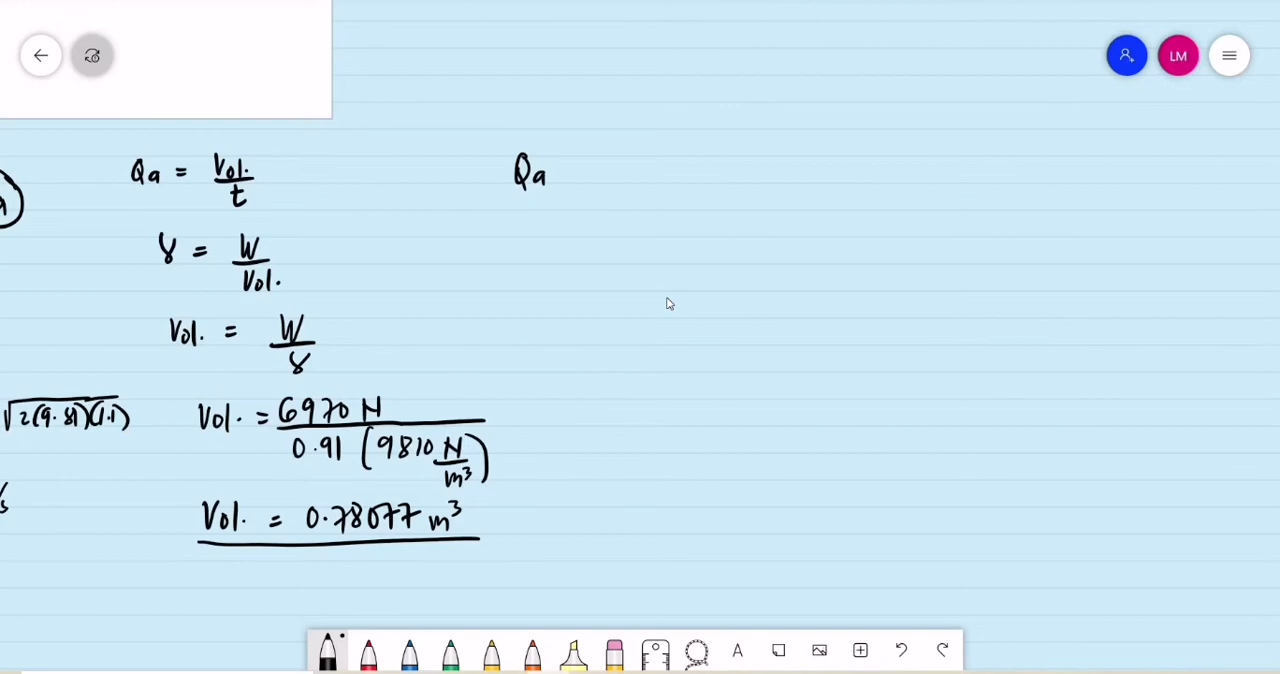 LM
Qa = Vol. / t
Qa
γ = W / Vol.
Vol. = W / γ
√2(9.81)(1.1)
Vol. = 6970 N / 0.91 (9810 N/m³)
Vol. = 0.78077 m³
A